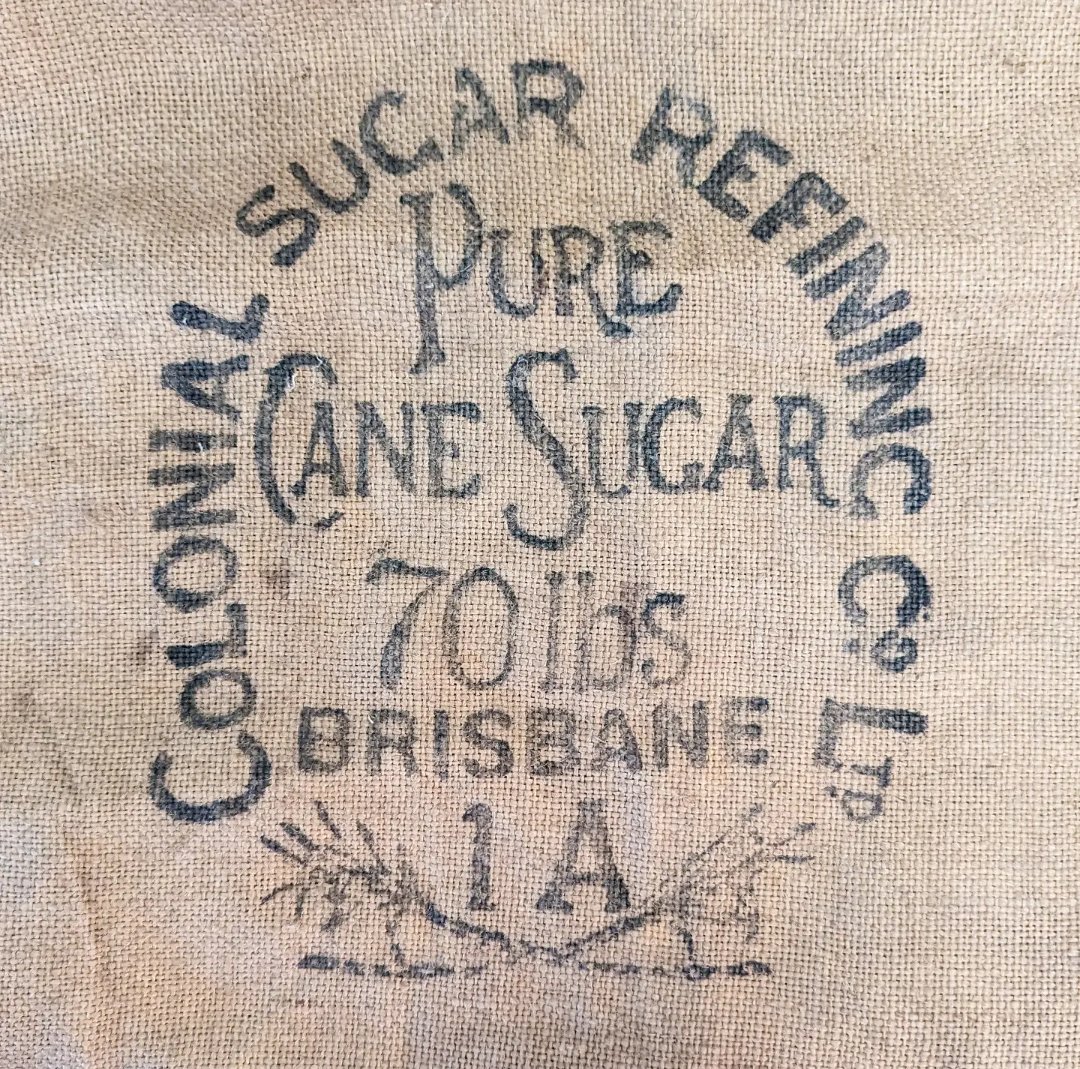 COLONIAL SUGAR REFINING Co. LTD.
PURE
CANE SUGAR
70 lbs
BRISBANE
1A